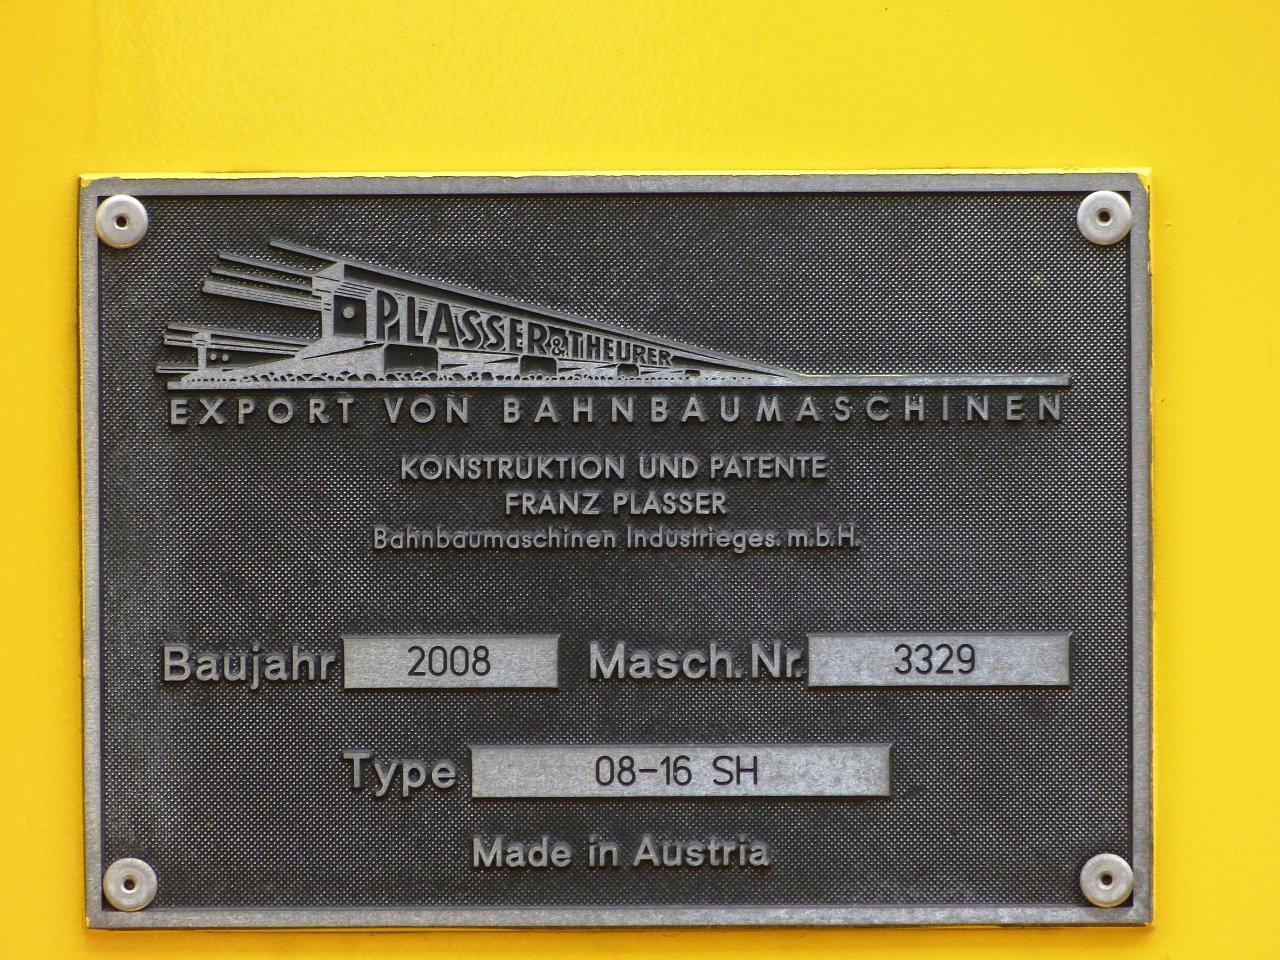 PLASSER & THEURER
EXPORT VON BAHNBAUMASCHINEN
KONSTRUKTION UND PATENTE
FRANZ PLASSER
Bahnbaumaschinen Industrieges. m.b.H.
Baujahr 2008 Masch. Nr. 3329
Type 08-16 SH
Made in Austria